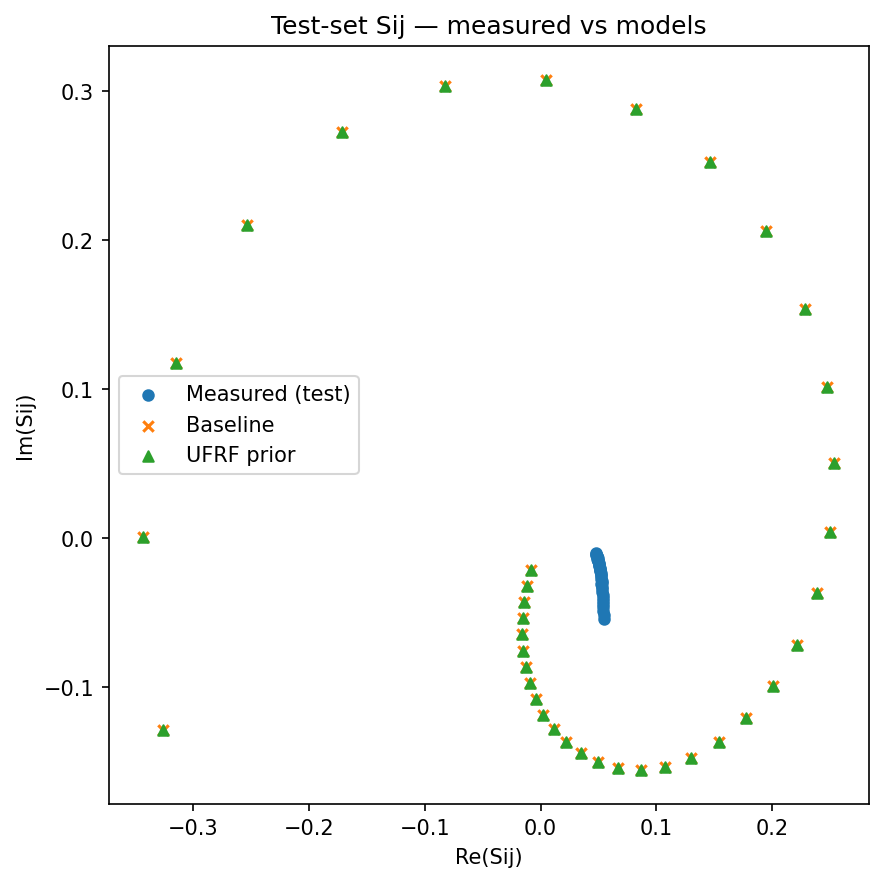 Test-set Sij — measured vs models
Im(Sij)
0.3
0.2
0.1
0.0
−0.1
Measured (test)
Baseline
UFRF prior
−0.3
−0.2
−0.1
0.0
0.1
0.2
Re(Sij)